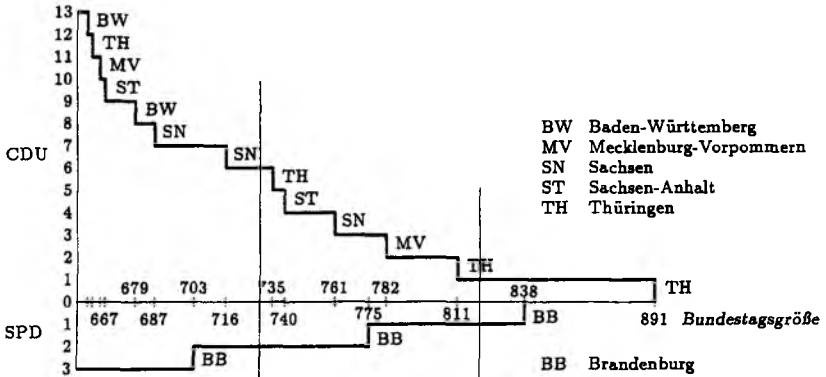 13
BW
12
TH
11
MV
10
ST
9
BW
8
SN
7
CDU
SN
6
TH
5
ST
4
SN
3
MV
2
TH
1
679 703 735 761 782 838 TH
0
667 687 716 740 775 811 891 Bundestagsgröße
SPD
1
BB
2
BB
BB
3
BW Baden-Württemberg
MV Mecklenburg-Vorpommern
SN Sachsen
ST Sachsen-Anhalt
TH Thüringen
BB Brandenburg